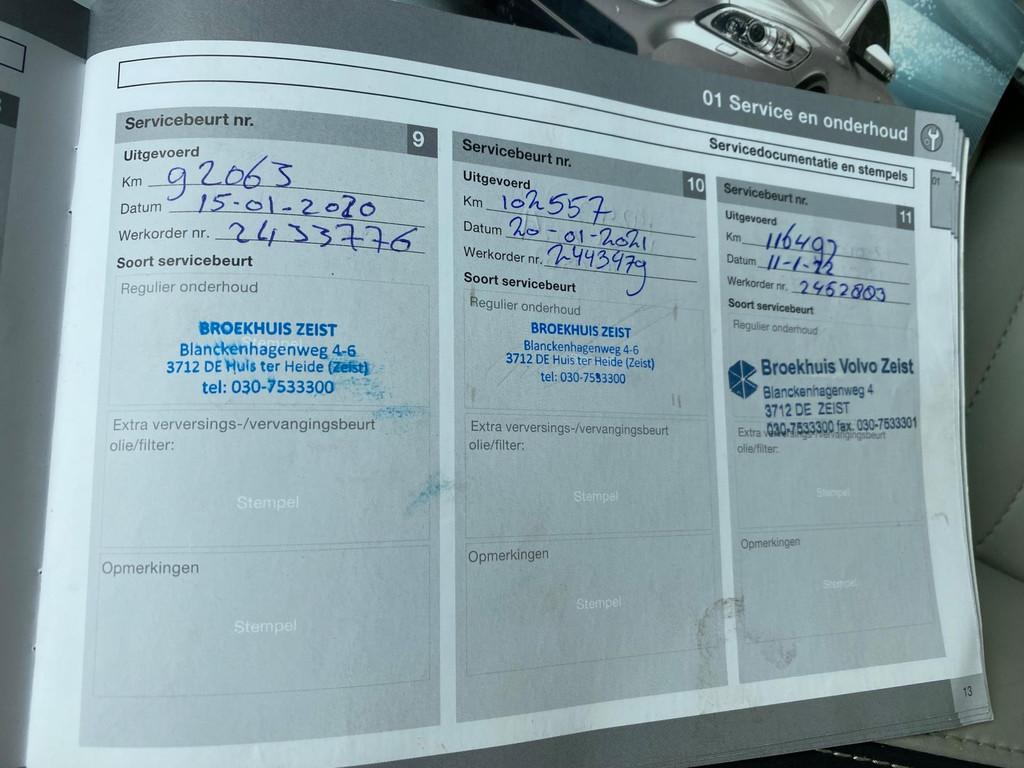 01 Service en onderhoud
Servicedocumentatie en stempels
01
Servicebeurt nr. 9
Uitgevoerd
Km 92063
Datum 15-01-2020
Werkorder nr. 2433776
Soort servicebeurt
Regulier onderhoud
Stempel
BROEKHUIS ZEIST
Blanckenhagenweg 4-6
3712 DE Huis ter Heide (Zeist)
tel: 030-7533300
Extra verversings-/vervangingsbeurt
olie/filter:
Stempel
Opmerkingen
Stempel
Servicebeurt nr. 10
Uitgevoerd
Km 102557
Datum 20-01-2021
Werkorder nr. 2443479
Soort servicebeurt
Regulier onderhoud
BROEKHUIS ZEIST
Blanckenhagenweg 4-6
3712 DE Huis ter Heide (Zeist)
tel: 030-7533300
Extra verversings-/vervangingsbeurt
olie/filter:
Stempel
Opmerkingen
Stempel
Servicebeurt nr. 11
Uitgevoerd
Km 116492
Datum 11-1-22
Werkorder nr. 2452803
Soort servicebeurt
Regulier onderhoud
Broekhuis Volvo Zeist
Blanckenhagenweg 4
3712 DE ZEIST
030-7533300 fax. 030-7533301
Extra verversings-/vervangingsbeurt
olie/filter:
Stempel
Opmerkingen
Stempel
13